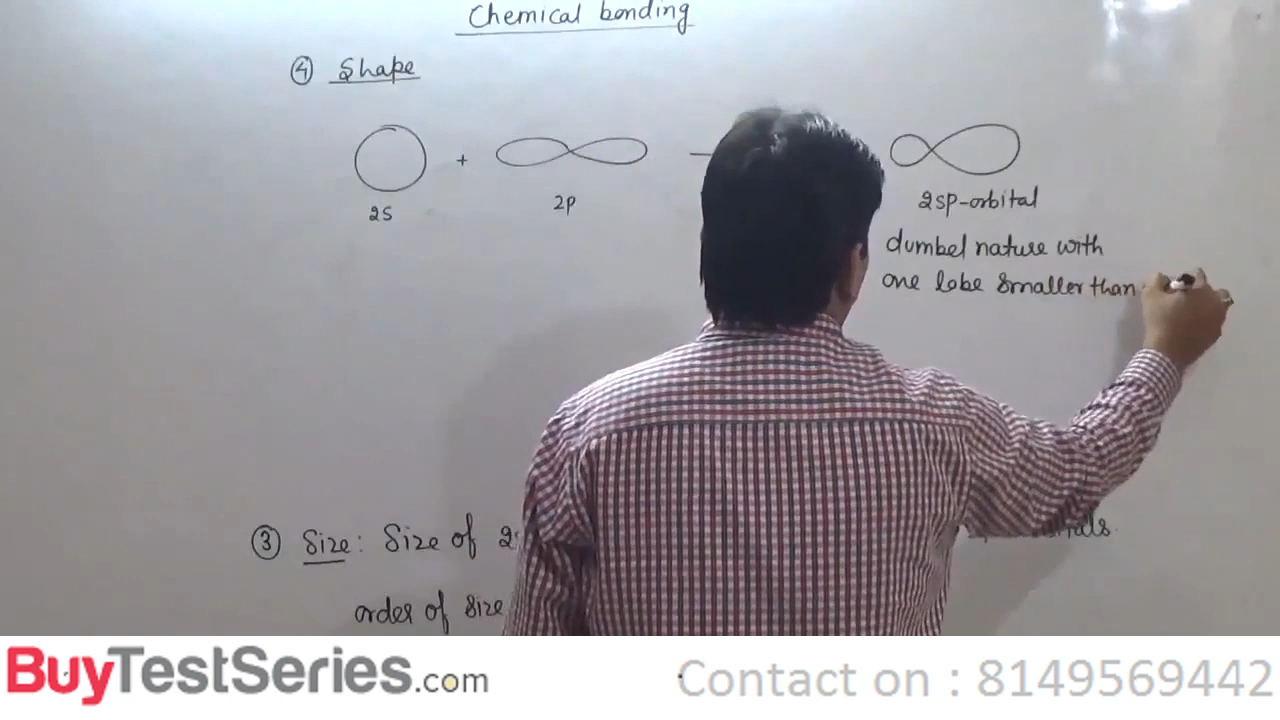 Chemical bonding
④ Shape
+
2s
2p
2sp-orbital
dumbel nature with
one lobe smaller than
③ Size: Size of 2s
order of size
BuyTestSeries.com
Contact on : 8149569442